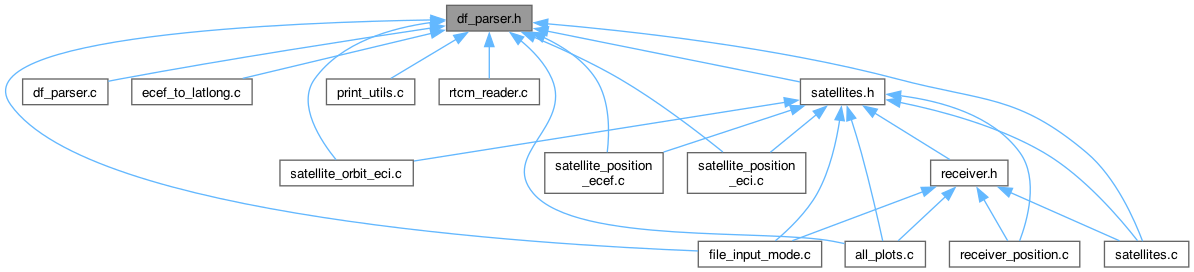 df_parser.h
df_parser.c
ecef_to_latlong.c
print_utils.c
rtcm_reader.c
satellites.h
satellite_orbit_eci.c
satellite_position
_ecef.c
satellite_position
_eci.c
receiver.h
file_input_mode.c
all_plots.c
receiver_position.c
satellites.c